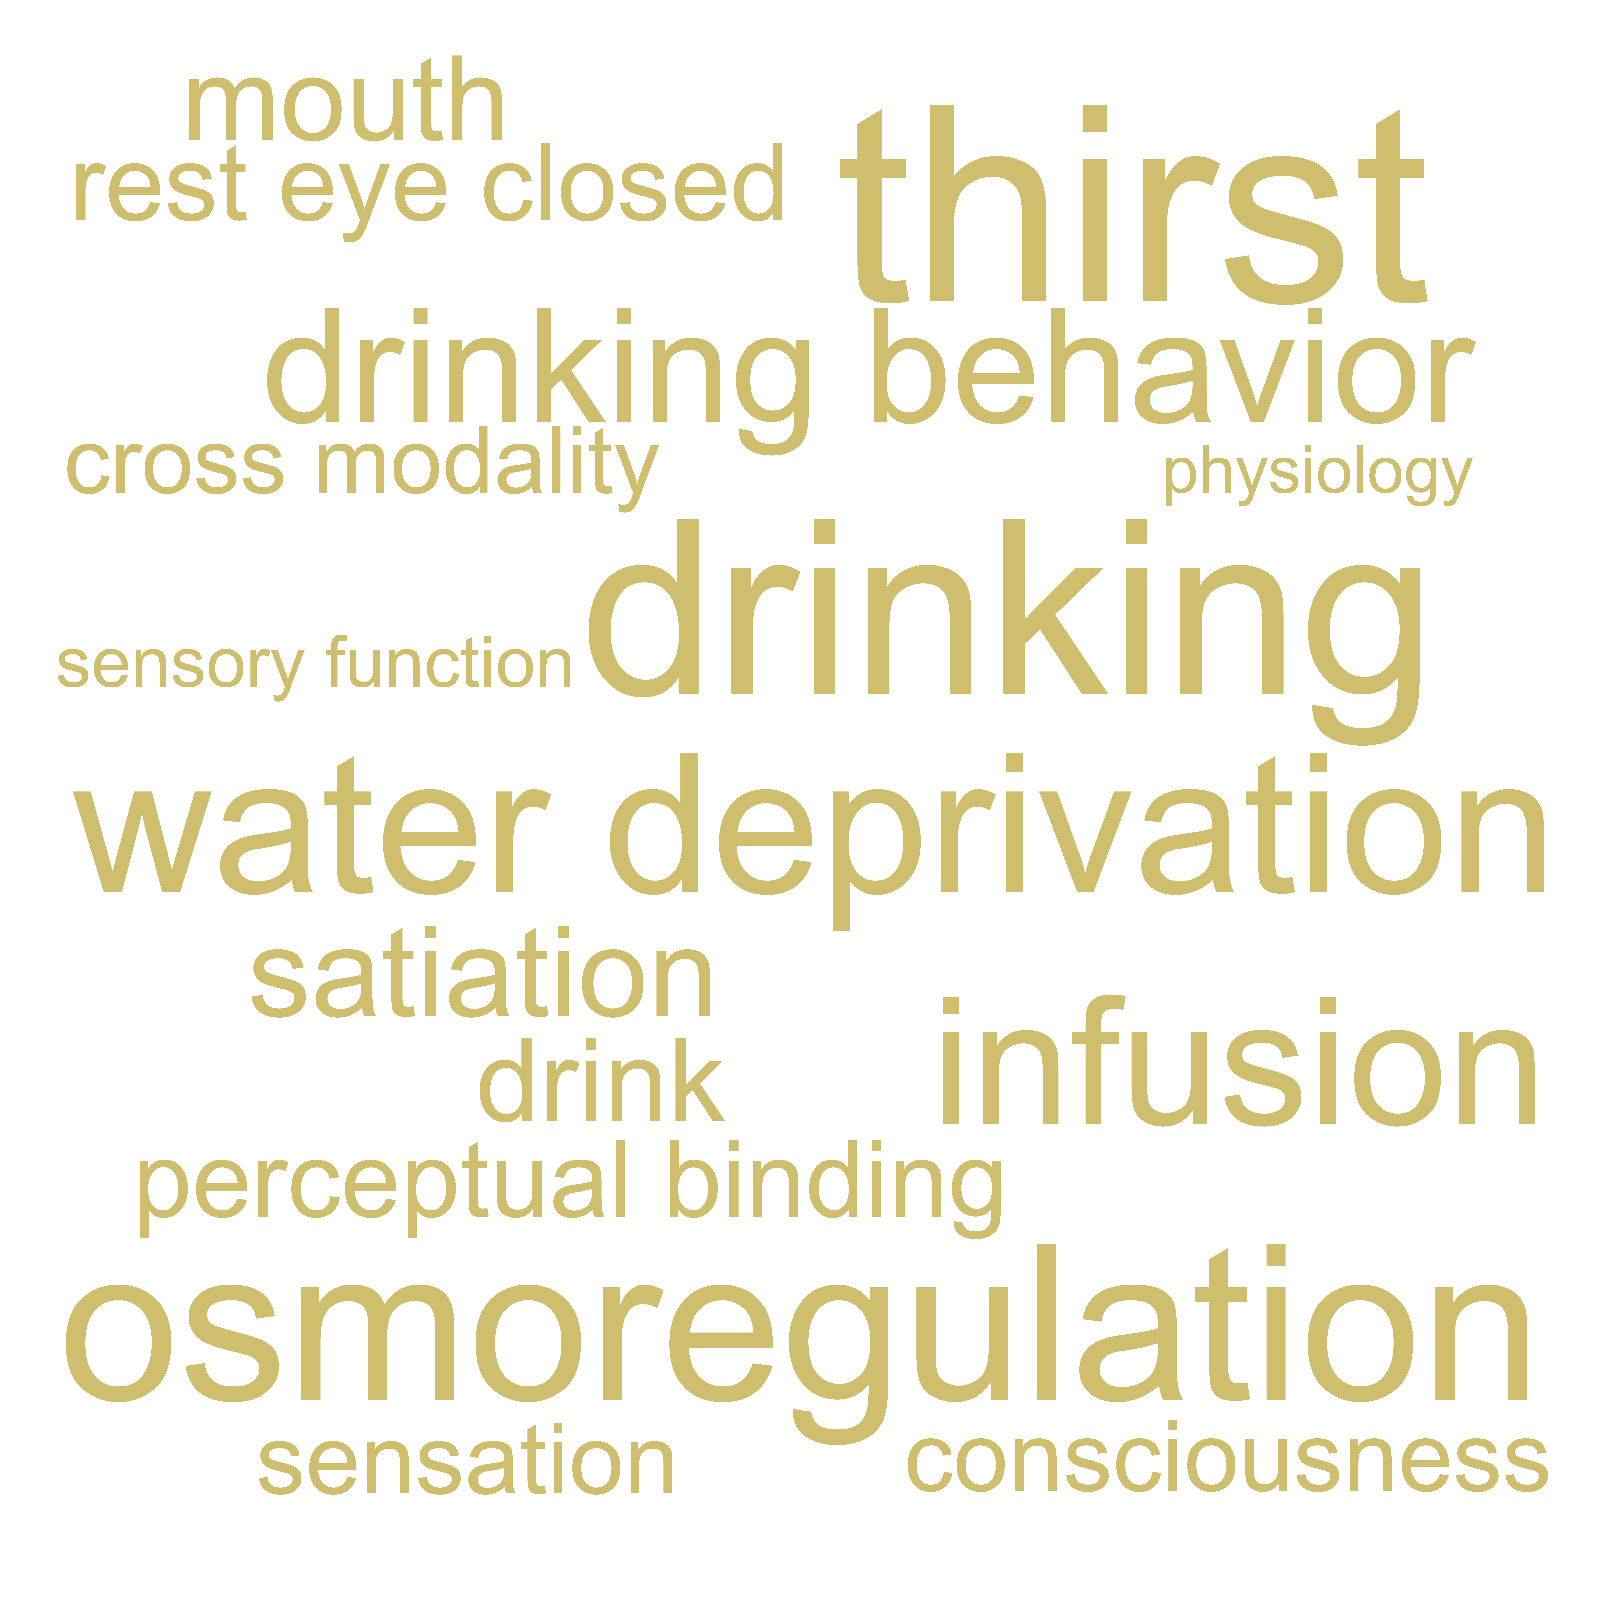 mouth
thirst
rest eye closed
drinking behavior
cross modality
physiology
drinking
sensory function
water deprivation
satiation
infusion
drink
perceptual binding
osmoregulation
sensation
consciousness